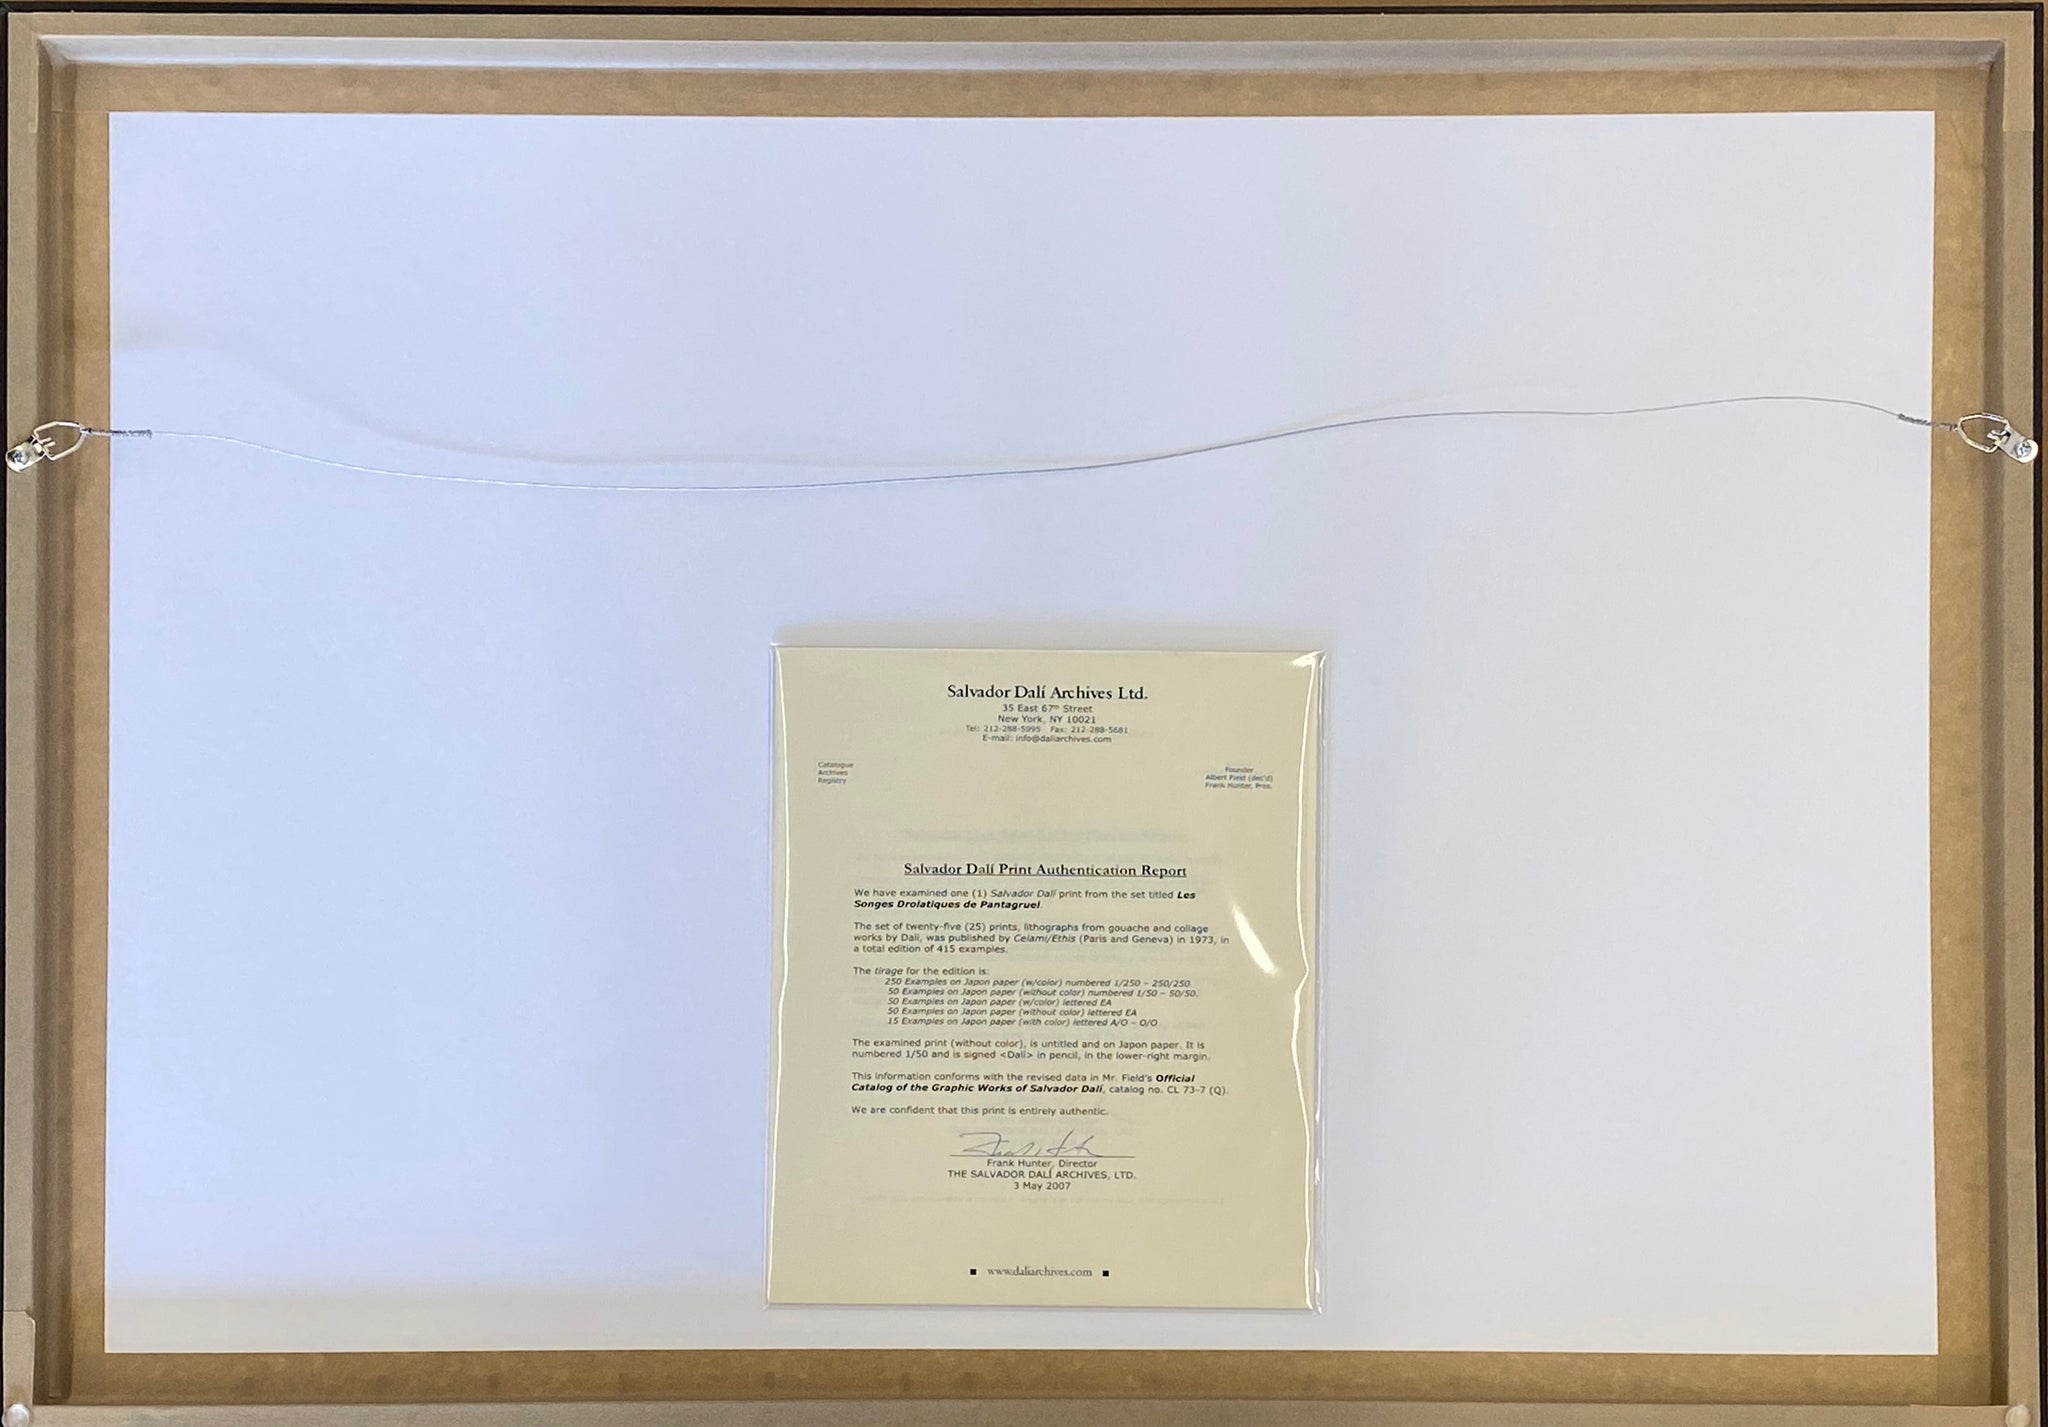 Salvador Dalí Archives Ltd.
35 East 67th Street
New York, NY 10021
Tel: 212-288-5995 Fax: 212-288-5681
E-mail: info@daliarchives.com
Catalogue
Archives
Registry
Founder
Albert Field (dec'd)
Frank Hunter, Pres.
Salvador Dalí Print Authentication Report
We have examined one (1) Salvador Dalí print from the set titled Les
Songes Drolatiques de Pantagruel.
The set of twenty-five (25) prints, lithographs from gouache and collage
works by Dalí, was published by Celami/Ethis (Paris and Geneva) in 1973, in
a total edition of 415 examples.
The tirage for the edition is:
250 Examples on Japon paper (w/color) numbered 1/250 – 250/250.
50 Examples on Japon paper (without color) numbered 1/50 – 50/50.
50 Examples on Japon paper (w/color) lettered EA
50 Examples on Japon paper (without color) lettered EA
15 Examples on Japon paper (with color) lettered A/O – O/O
The examined print (without color), is untitled and on Japon paper. It is
numbered 1/50 and is signed <Dalí> in pencil, in the lower-right margin.
This information conforms with the revised data in Mr. Field's Official
Catalog of the Graphic Works of Salvador Dalí, catalog no. CL 73-7 (Q).
We are confident that this print is entirely authentic.
Frank Hunter, Director
THE SALVADOR DALÍ ARCHIVES, LTD.
3 May 2007
▪ www.daliarchives.com ▪